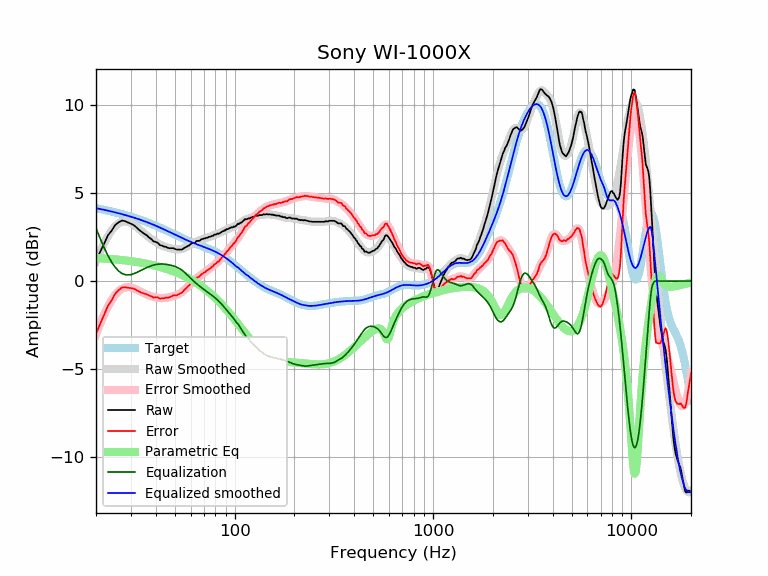 Sony WI-1000X
Amplitude (dBr)
10
5
0
−5
−10
Target
Raw Smoothed
Error Smoothed
Raw
Error
Parametric Eq
Equalization
Equalized smoothed
100
1000
10000
Frequency (Hz)